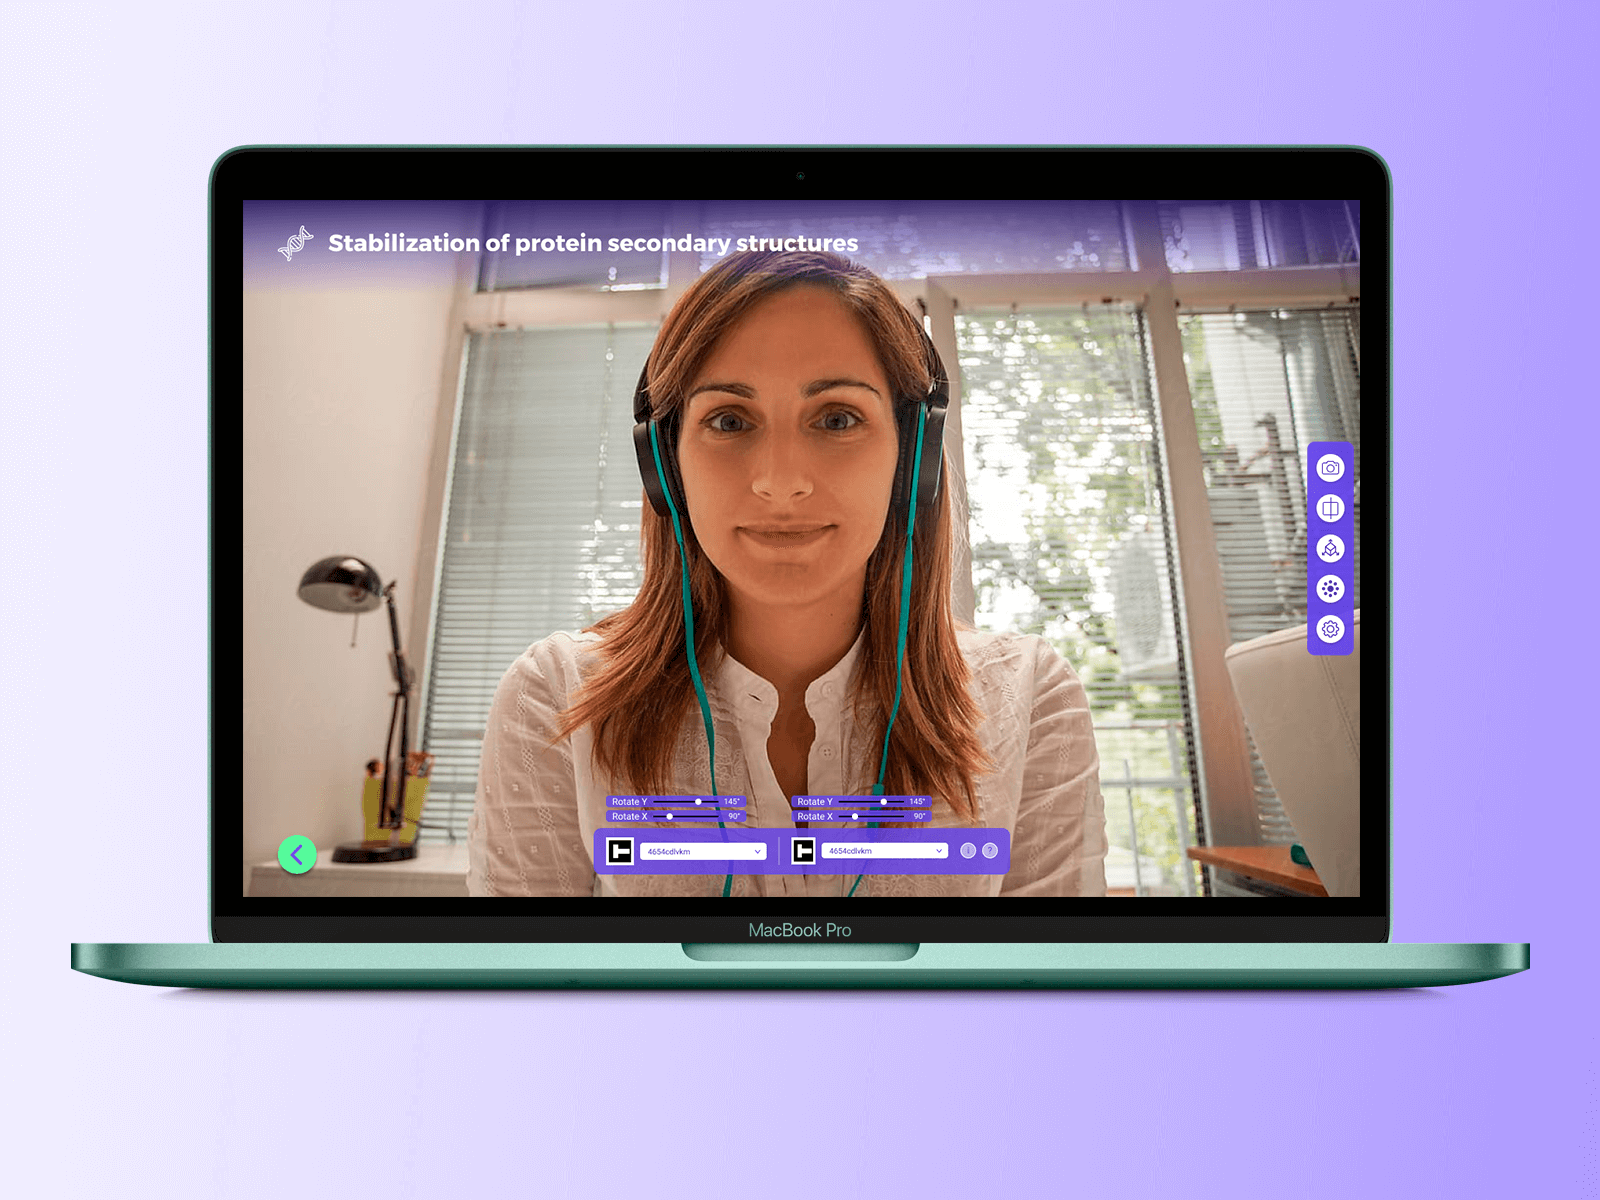 Stabilization of protein secondary structures
Rotate Y 145°
Rotate X 90°
Rotate Y 145°
Rotate X 90°
4654cdlvkm
4654cdlvkm
i
?
MacBook Pro